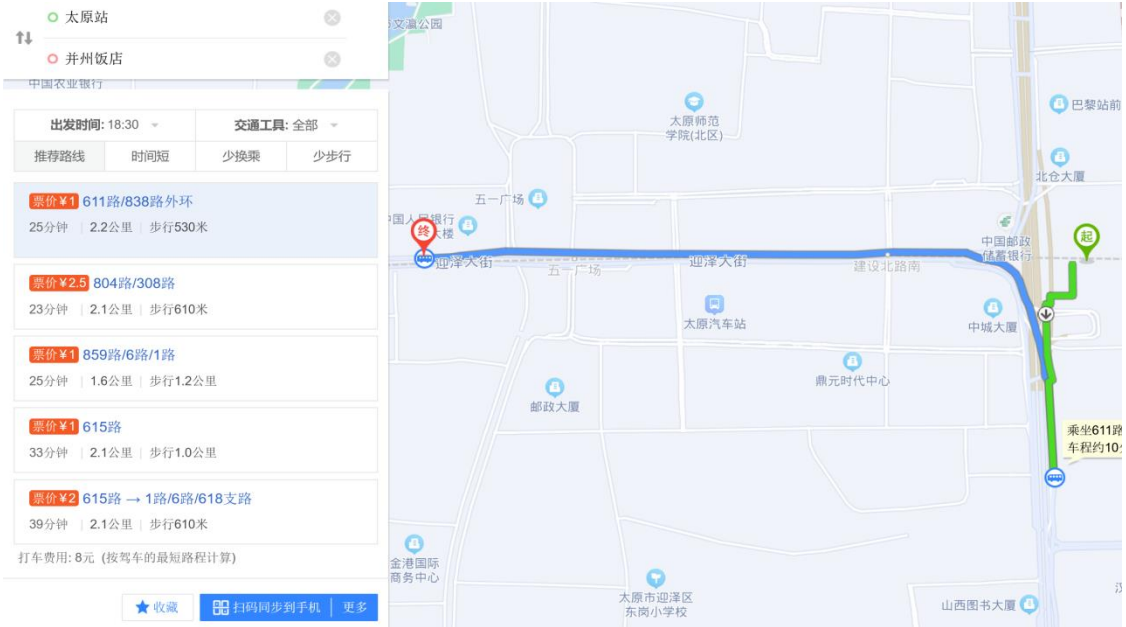 太原站
并州饭店
中国农业银行
出发时间: 18:30
交通工具: 全部
推荐路线
时间短
少换乘
少步行
票价¥1 611路/838路外环
25分钟 | 2.2公里 | 步行530米
票价¥2.5 804路/308路
23分钟 | 2.1公里 | 步行610米
票价¥1 859路/6路/1路
25分钟 | 1.6公里 | 步行1.2公里
票价¥1 615路
33分钟 | 2.1公里 | 步行1.0公里
票价¥2 615路 → 1路/6路/618支路
39分钟 | 2.1公里 | 步行610米
打车费用: 8元 (按驾车的最短路程计算)
收藏
扫码同步到手机 | 更多
文瀛公园
太原师范
学院(北区)
巴黎站前
北仓大厦
五一广场
国人民银行
大楼
终
迎泽大街
五一广场
迎泽大街
建设北路南
中国邮政
储蓄银行
起
太原汽车站
中城大厦
鼎元时代中心
邮政大厦
乘坐611路
车程约10分
金港国际
商务中心
太原市迎泽区
东岗小学校
山西图书大厦